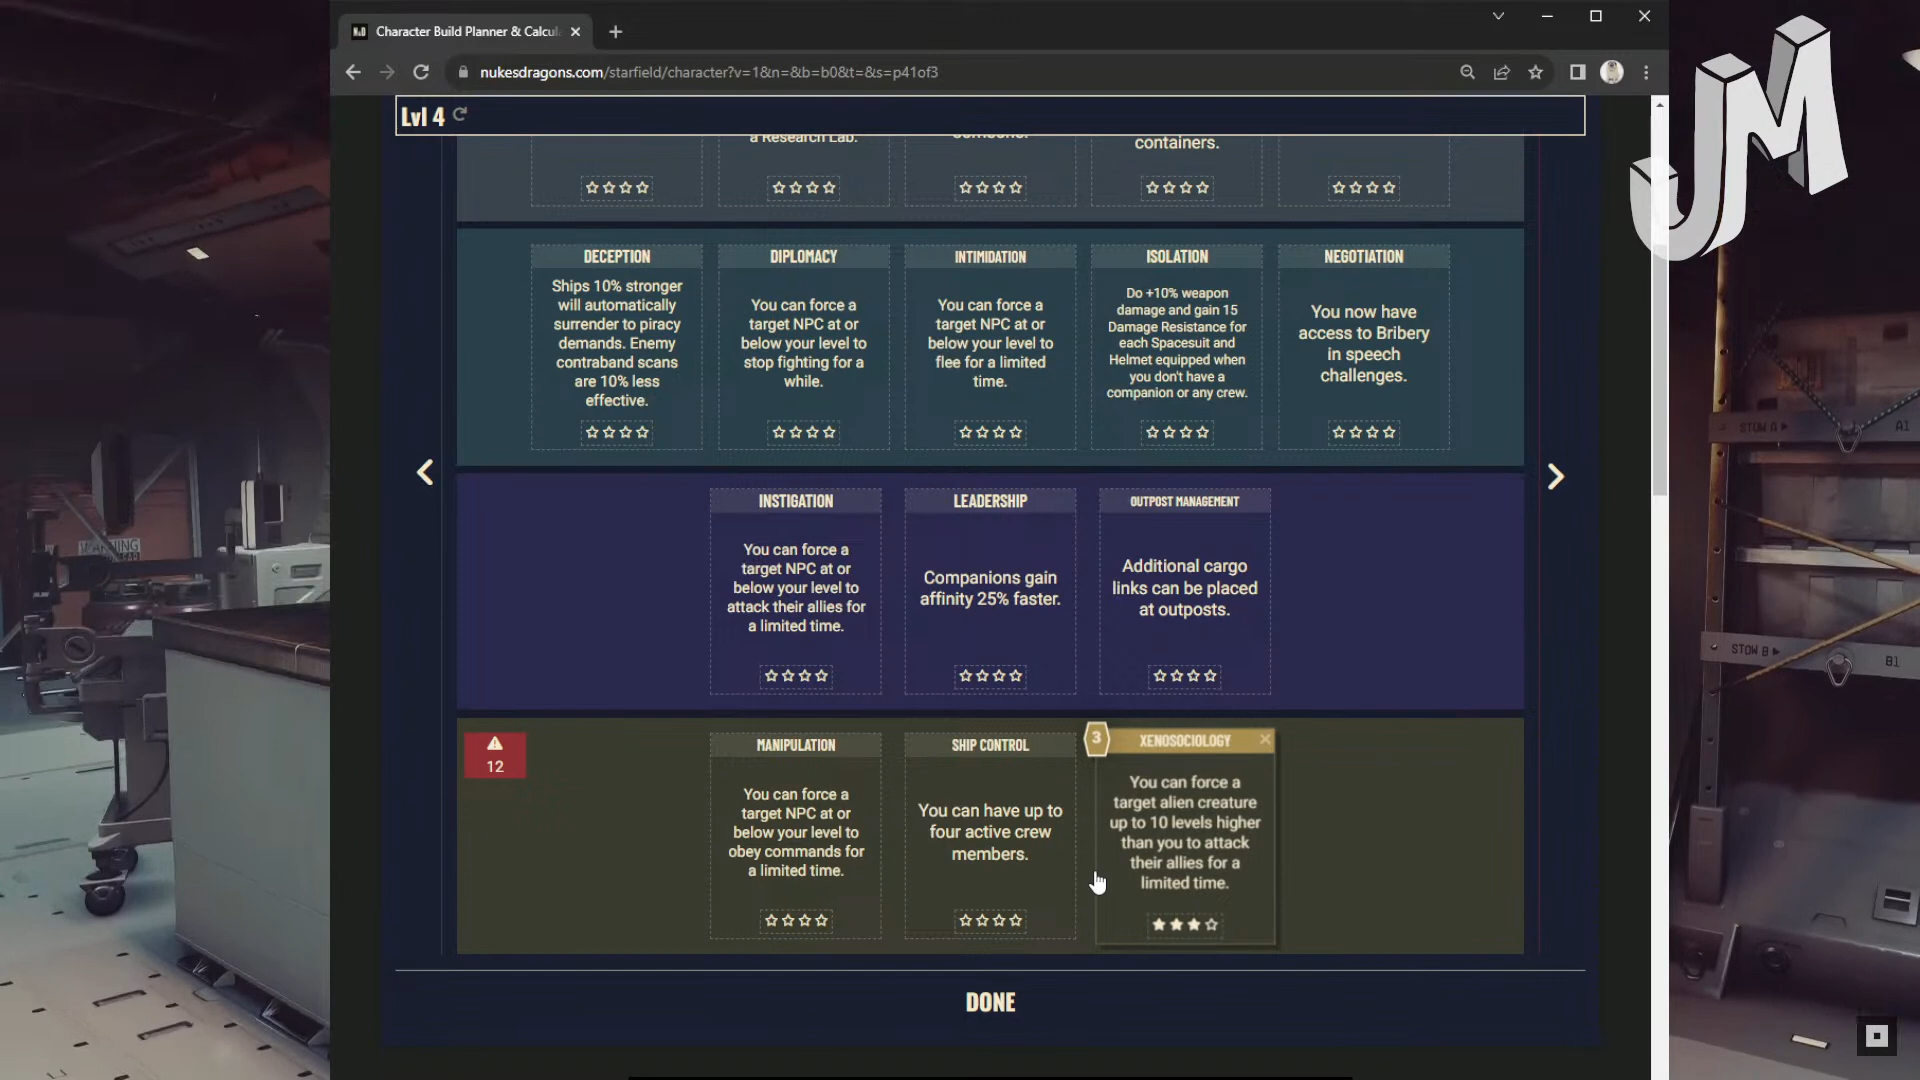 Character Build Planner & Calcul
nukesdragons.com/starfield/character?v=1&n=&b=b0&t=&s=p41of3
JM
Lvl 4
a Research Lab.
containers.
DECEPTION
Ships 10% stronger
will automatically
surrender to piracy
demands. Enemy
contraband scans
are 10% less
effective.
DIPLOMACY
You can force a
target NPC at or
below your level to
stop fighting for a
while.
INTIMIDATION
You can force a
target NPC at or
below your level to
flee for a limited
time.
ISOLATION
Do +10% weapon
damage and gain 15
Damage Resistance for
each Spacesuit and
Helmet equipped when
you don't have a
companion or any crew.
NEGOTIATION
You now have
access to Bribery
in speech
challenges.
INSTIGATION
You can force a
target NPC at or
below your level to
attack their allies for
a limited time.
LEADERSHIP
Companions gain
affinity 25% faster.
OUTPOST MANAGEMENT
Additional cargo
links can be placed
at outposts.
12
MANIPULATION
You can force a
target NPC at or
below your level to
obey commands for
a limited time.
SHIP CONTROL
You can have up to
four active crew
members.
3
XENOSOCIOLOGY
You can force a
target alien creature
up to 10 levels higher
than you to attack
their allies for a
limited time.
DONE
STOW A
A1
STOW B
B1